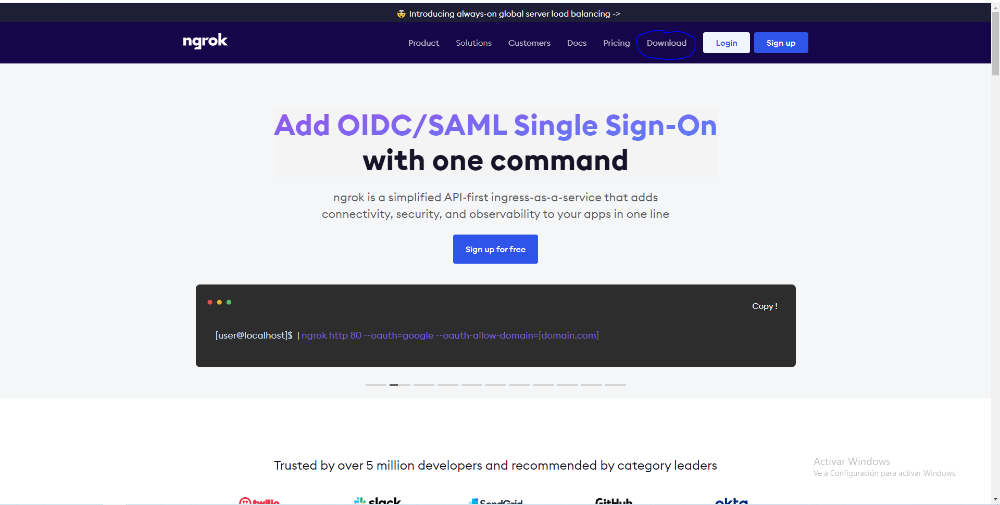 🤯 Introducing always-on global server load balancing ->
ngrok
Product Solutions Customers Docs Pricing Download Login Sign up
Add OIDC/SAML Single Sign-On
with one command
ngrok is a simplified API-first ingress-as-a-service that adds
connectivity, security, and observability to your apps in one line
Sign up for free
Copy!
[user@localhost]$ | ngrok http 80 --oauth=google --oauth-allow-domain=[domain.com]
Trusted by over 5 million developers and recommended by category leaders
Activar Windows
Ve a Configuración para activar Windows.
twilio slack SendGrid GitHub okta